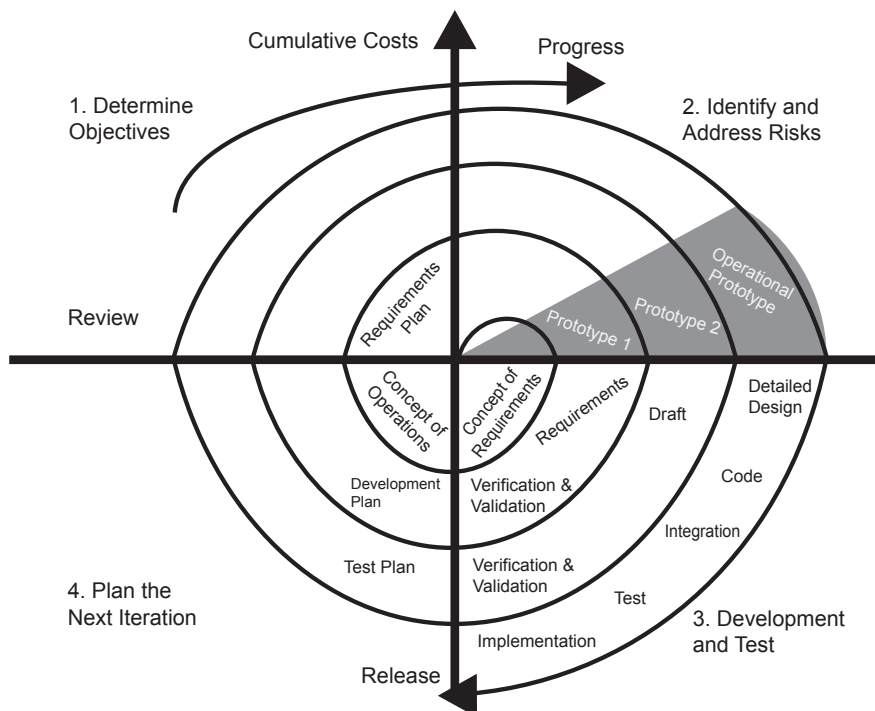 Cumulative Costs
Progress
1. Determine
Objectives
2. Identify and
Address Risks
Requirements
Plan
Operational
Prototype
Prototype 2
Prototype 1
Review
Concept of
Operations
Concept of
Requirements
Requirements
Draft
Detailed
Design
Development
Plan
Verification &
Validation
Code
Integration
Test Plan
Verification &
Validation
Test
4. Plan the
Next Iteration
Implementation
3. Development
and Test
Release